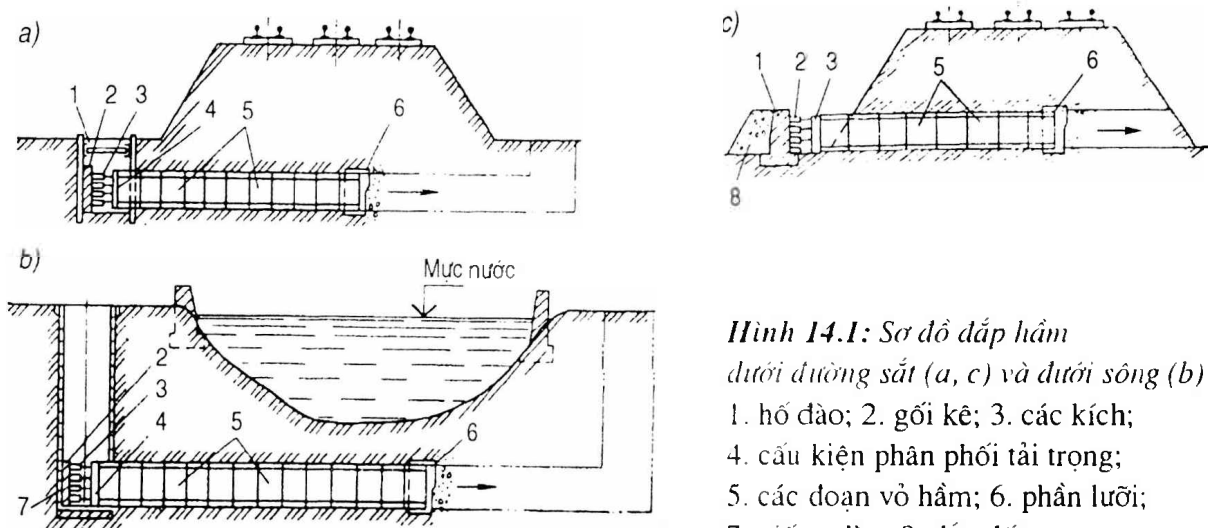 a)
1 2 3 4 5 6
c)
1 2 3 5 6
8
b)
Mực nước
2
3
4 5 6
7
Hình 14.1: Sơ đồ đắp hầm
dưới đường sắt (a, c) và dưới sông (b)
1. hố đào; 2. gối kê; 3. các kích;
4. cấu kiện phân phối tải trọng;
5. các đoạn vỏ hầm; 6. phần lưỡi;